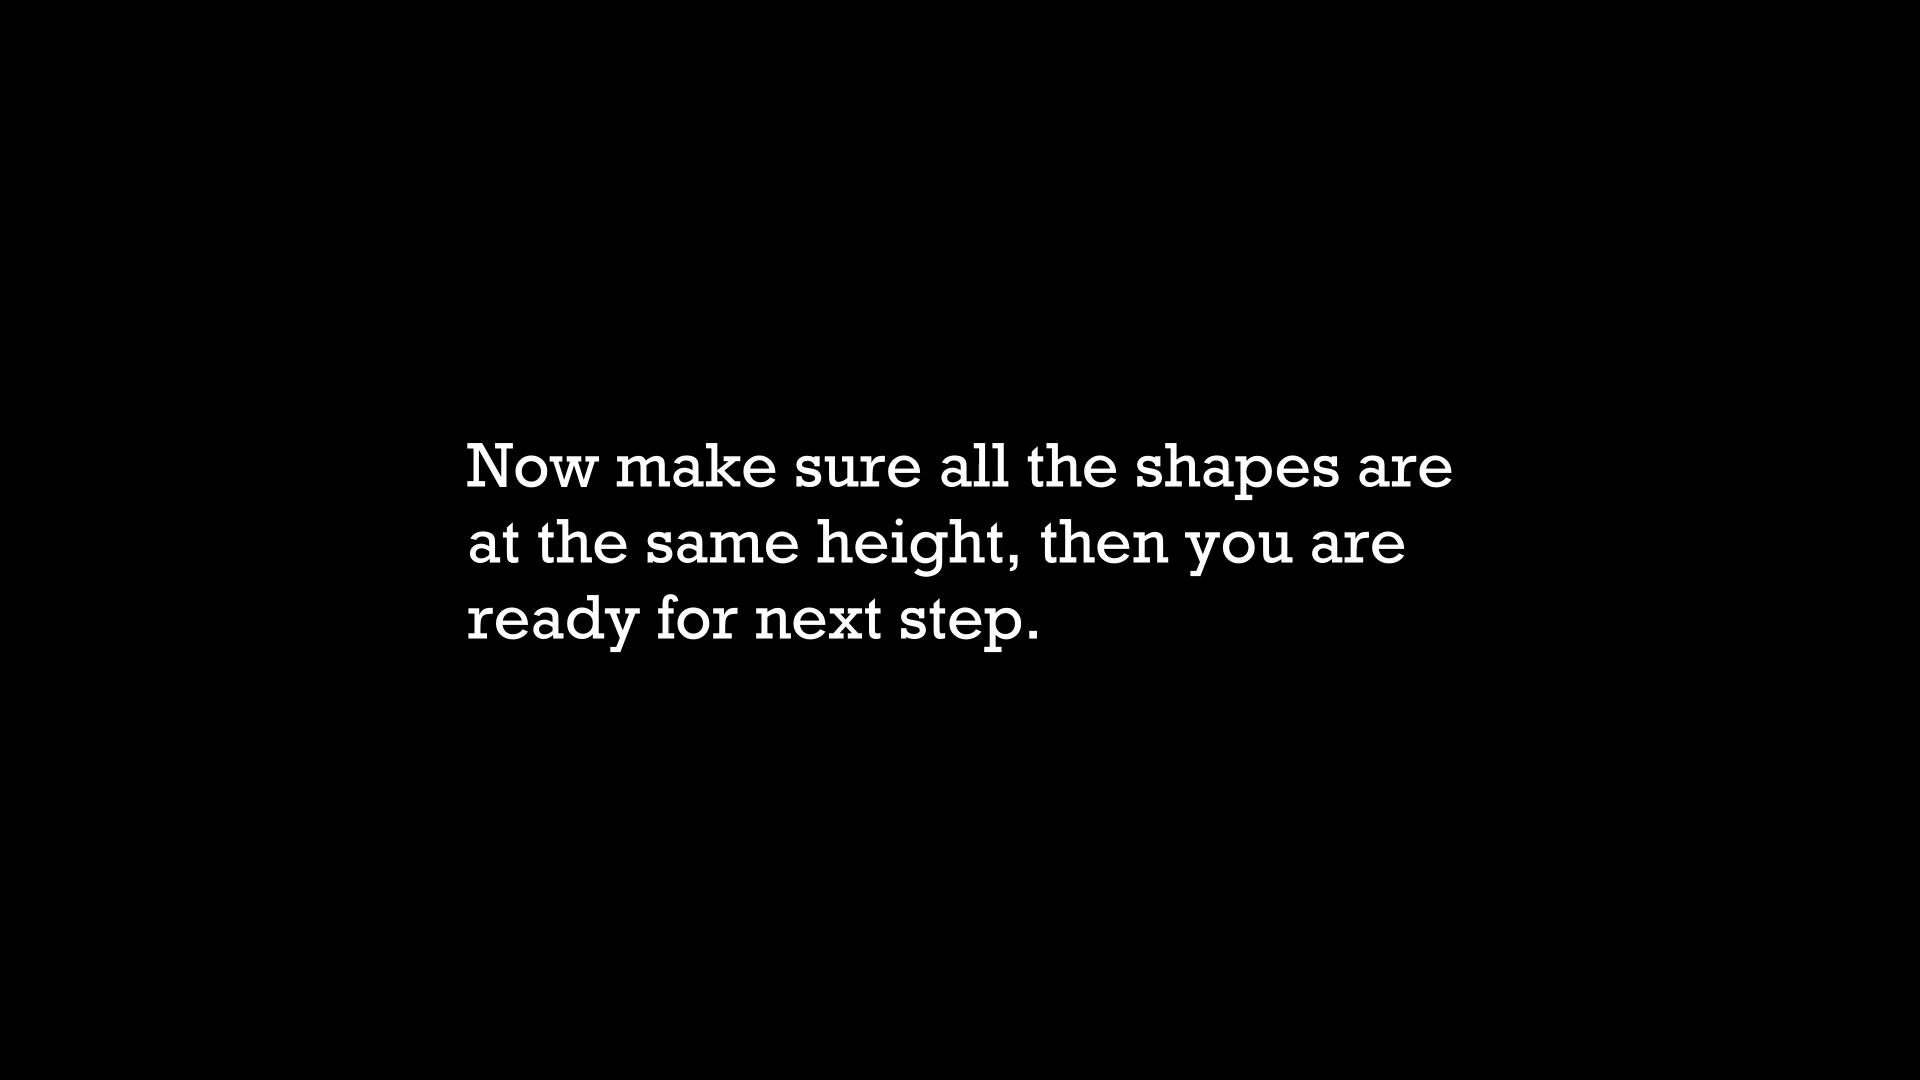 Now make sure all the shapes are
at the same height, then you are
ready for next step.